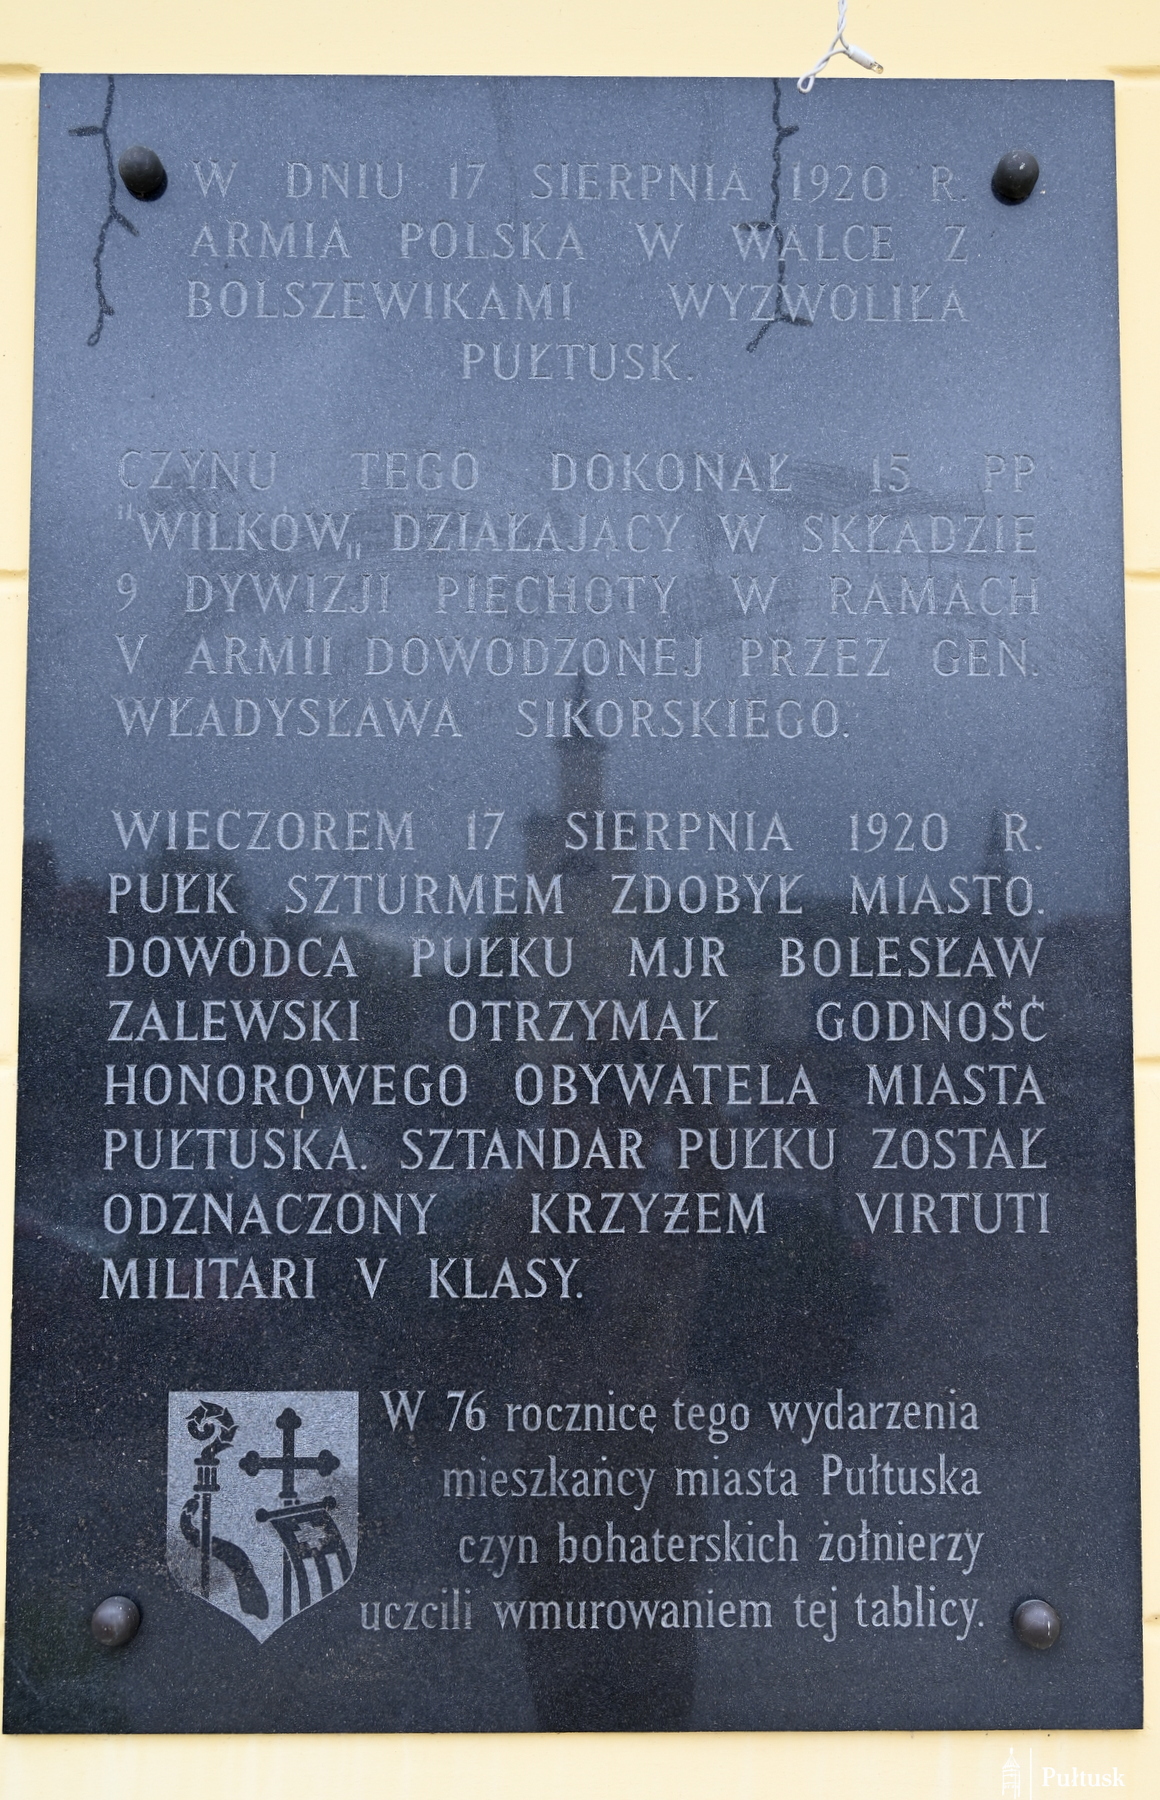 W DNIU 17 SIERPNIA 1920 R.
ARMIA POLSKA W WALCE Z
BOLSZEWIKAMI WYZWOLIŁA
PUŁTUSK.
CZYNU TEGO DOKONAŁ 15 PP
"WILKÓW„ DZIAŁAJĄCY W SKŁADZIE
9 DYWIZJI PIECHOTY W RAMACH
V ARMII DOWODZONEJ PRZEZ GEN.
WŁADYSŁAWA SIKORSKIEGO.
WIECZOREM 17 SIERPNIA 1920 R.
PUŁK SZTURMEM ZDOBYŁ MIASTO.
DOWÓDCA PUŁKU MJR BOLESŁAW
ZALEWSKI OTRZYMAŁ GODNOŚĆ
HONOROWEGO OBYWATELA MIASTA
PUŁTUSKA. SZTANDAR PUŁKU ZOSTAŁ
ODZNACZONY KRZYŻEM VIRTUTI
MILITARI V KLASY.
W 76 rocznicę tego wydarzenia
mieszkańcy miasta Pułtuska
czyn bohaterskich żołnierzy
uczcili wmurowaniem tej tablicy.
Pułtusk